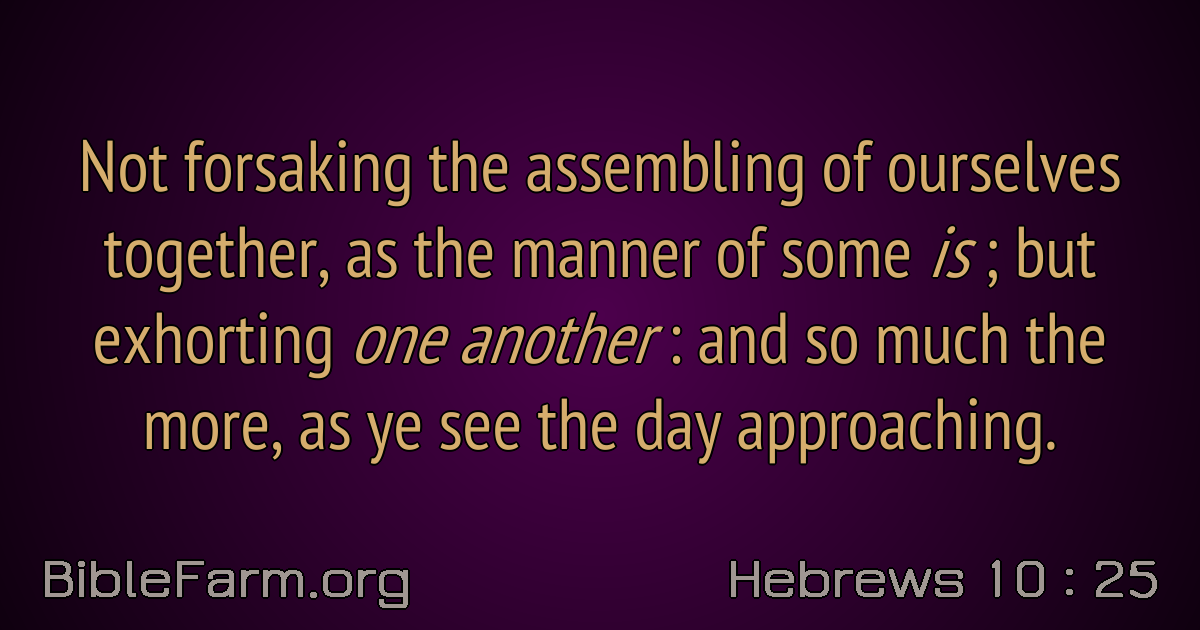 Not forsaking the assembling of ourselves
together, as the manner of some is ; but
exhorting one another : and so much the
more, as ye see the day approaching.
BibleFarm.org
Hebrews 10 : 25